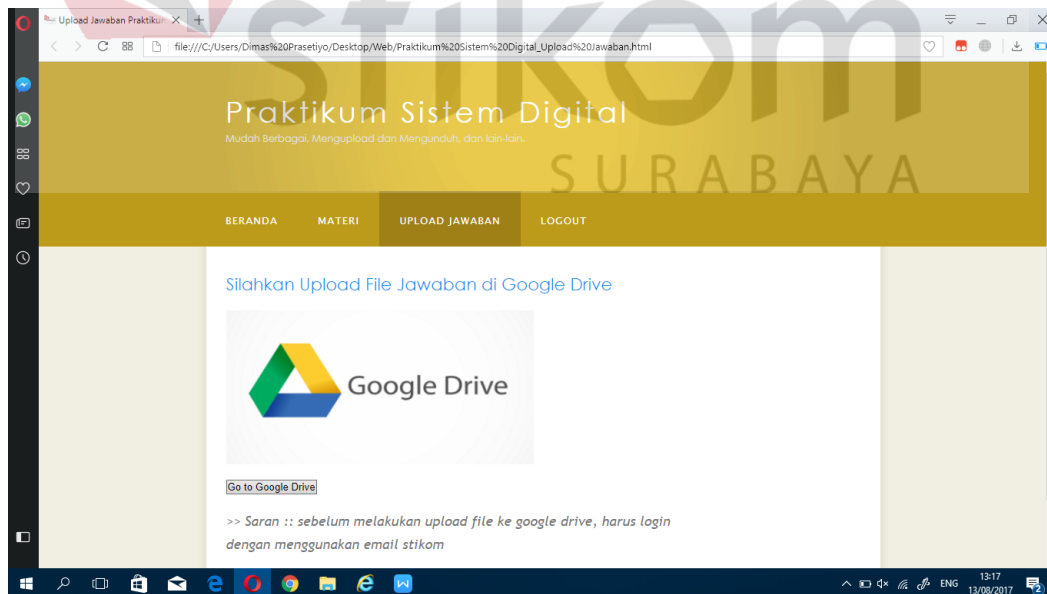 stikom
SURABAYA
Upload Jawaban Praktikum
file:///C:/Users/Dimas%20Prasetiyo/Desktop/Web/Praktikum%20Sistem%20Digital_Upload%20Jawaban.html
Praktikum Sistem Digital
Mudah Berbagai, Mengupload dan Mengunduh, dan lain-lain.
BERANDA MATERI UPLOAD JAWABAN LOGOUT
Silahkan Upload File Jawaban di Google Drive
Google Drive
Go to Google Drive
>> Saran :: sebelum melakukan upload file ke google drive, harus login
dengan menggunakan email stikom
ENG
13:17
13/08/2017
2